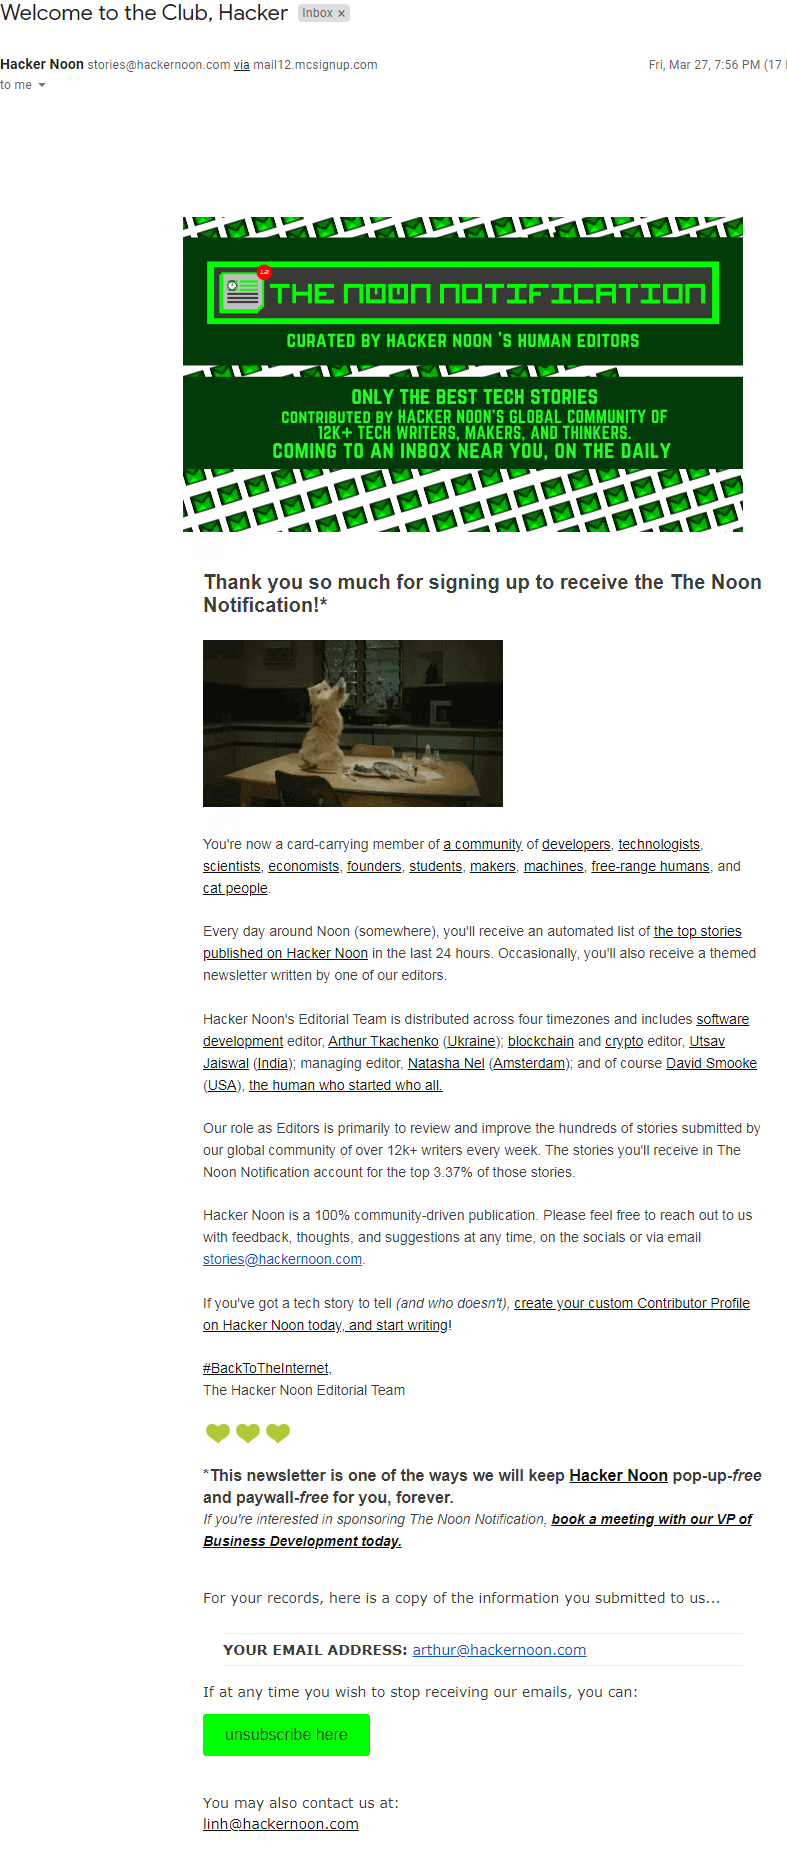 Welcome to the Club, Hacker Inbox ×
Hacker Noon stories@hackernoon.com via mail12.mcsignup.com Fri, Mar 27, 7:56 PM (17
to me
12
THE NOON NOTIFICATION
CURATED BY HACKER NOON 'S HUMAN EDITORS
ONLY THE BEST TECH STORIES
CONTRIBUTED BY HACKER NOON'S GLOBAL COMMUNITY OF
12K+ TECH WRITERS, MAKERS, AND THINKERS.
COMING TO AN INBOX NEAR YOU, ON THE DAILY
Thank you so much for signing up to receive the The Noon
Notification!*
You're now a card-carrying member of a community of developers, technologists,
scientists, economists, founders, students, makers, machines, free-range humans, and
cat people.
Every day around Noon (somewhere), you'll receive an automated list of the top stories
published on Hacker Noon in the last 24 hours. Occasionally, you'll also receive a themed
newsletter written by one of our editors.
Hacker Noon's Editorial Team is distributed across four timezones and includes software
development editor, Arthur Tkachenko (Ukraine); blockchain and crypto editor, Utsav
Jaiswal (India); managing editor, Natasha Nel (Amsterdam); and of course David Smooke
(USA), the human who started who all.
Our role as Editors is primarily to review and improve the hundreds of stories submitted by
our global community of over 12k+ writers every week. The stories you'll receive in The
Noon Notification account for the top 3.37% of those stories.
Hacker Noon is a 100% community-driven publication. Please feel free to reach out to us
with feedback, thoughts, and suggestions at any time, on the socials or via email
stories@hackernoon.com.
If you've got a tech story to tell (and who doesn't), create your custom Contributor Profile
on Hacker Noon today, and start writing!
#BackToTheInternet,
The Hacker Noon Editorial Team
*This newsletter is one of the ways we will keep Hacker Noon pop-up-free
and paywall-free for you, forever.
If you're interested in sponsoring The Noon Notification, book a meeting with our VP of
Business Development today.
For your records, here is a copy of the information you submitted to us...
YOUR EMAIL ADDRESS: arthur@hackernoon.com
If at any time you wish to stop receiving our emails, you can:
unsubscribe here
You may also contact us at:
linh@hackernoon.com